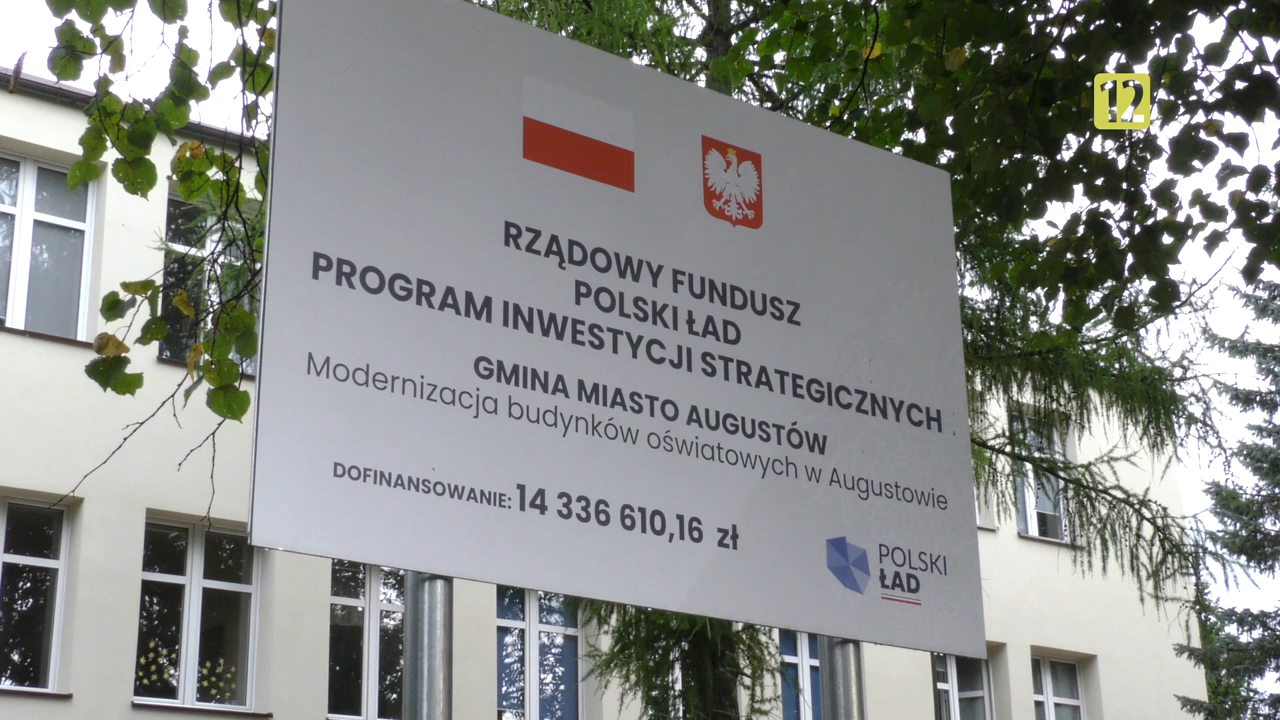 12
RZĄDOWY FUNDUSZ
POLSKI ŁAD
PROGRAM INWESTYCJI STRATEGICZNYCH
GMINA MIASTO AUGUSTÓW
Modernizacja budynków oświatowych w Augustowie
DOFINANSOWANIE: 14 336 610,16 zł
POLSKI
ŁAD